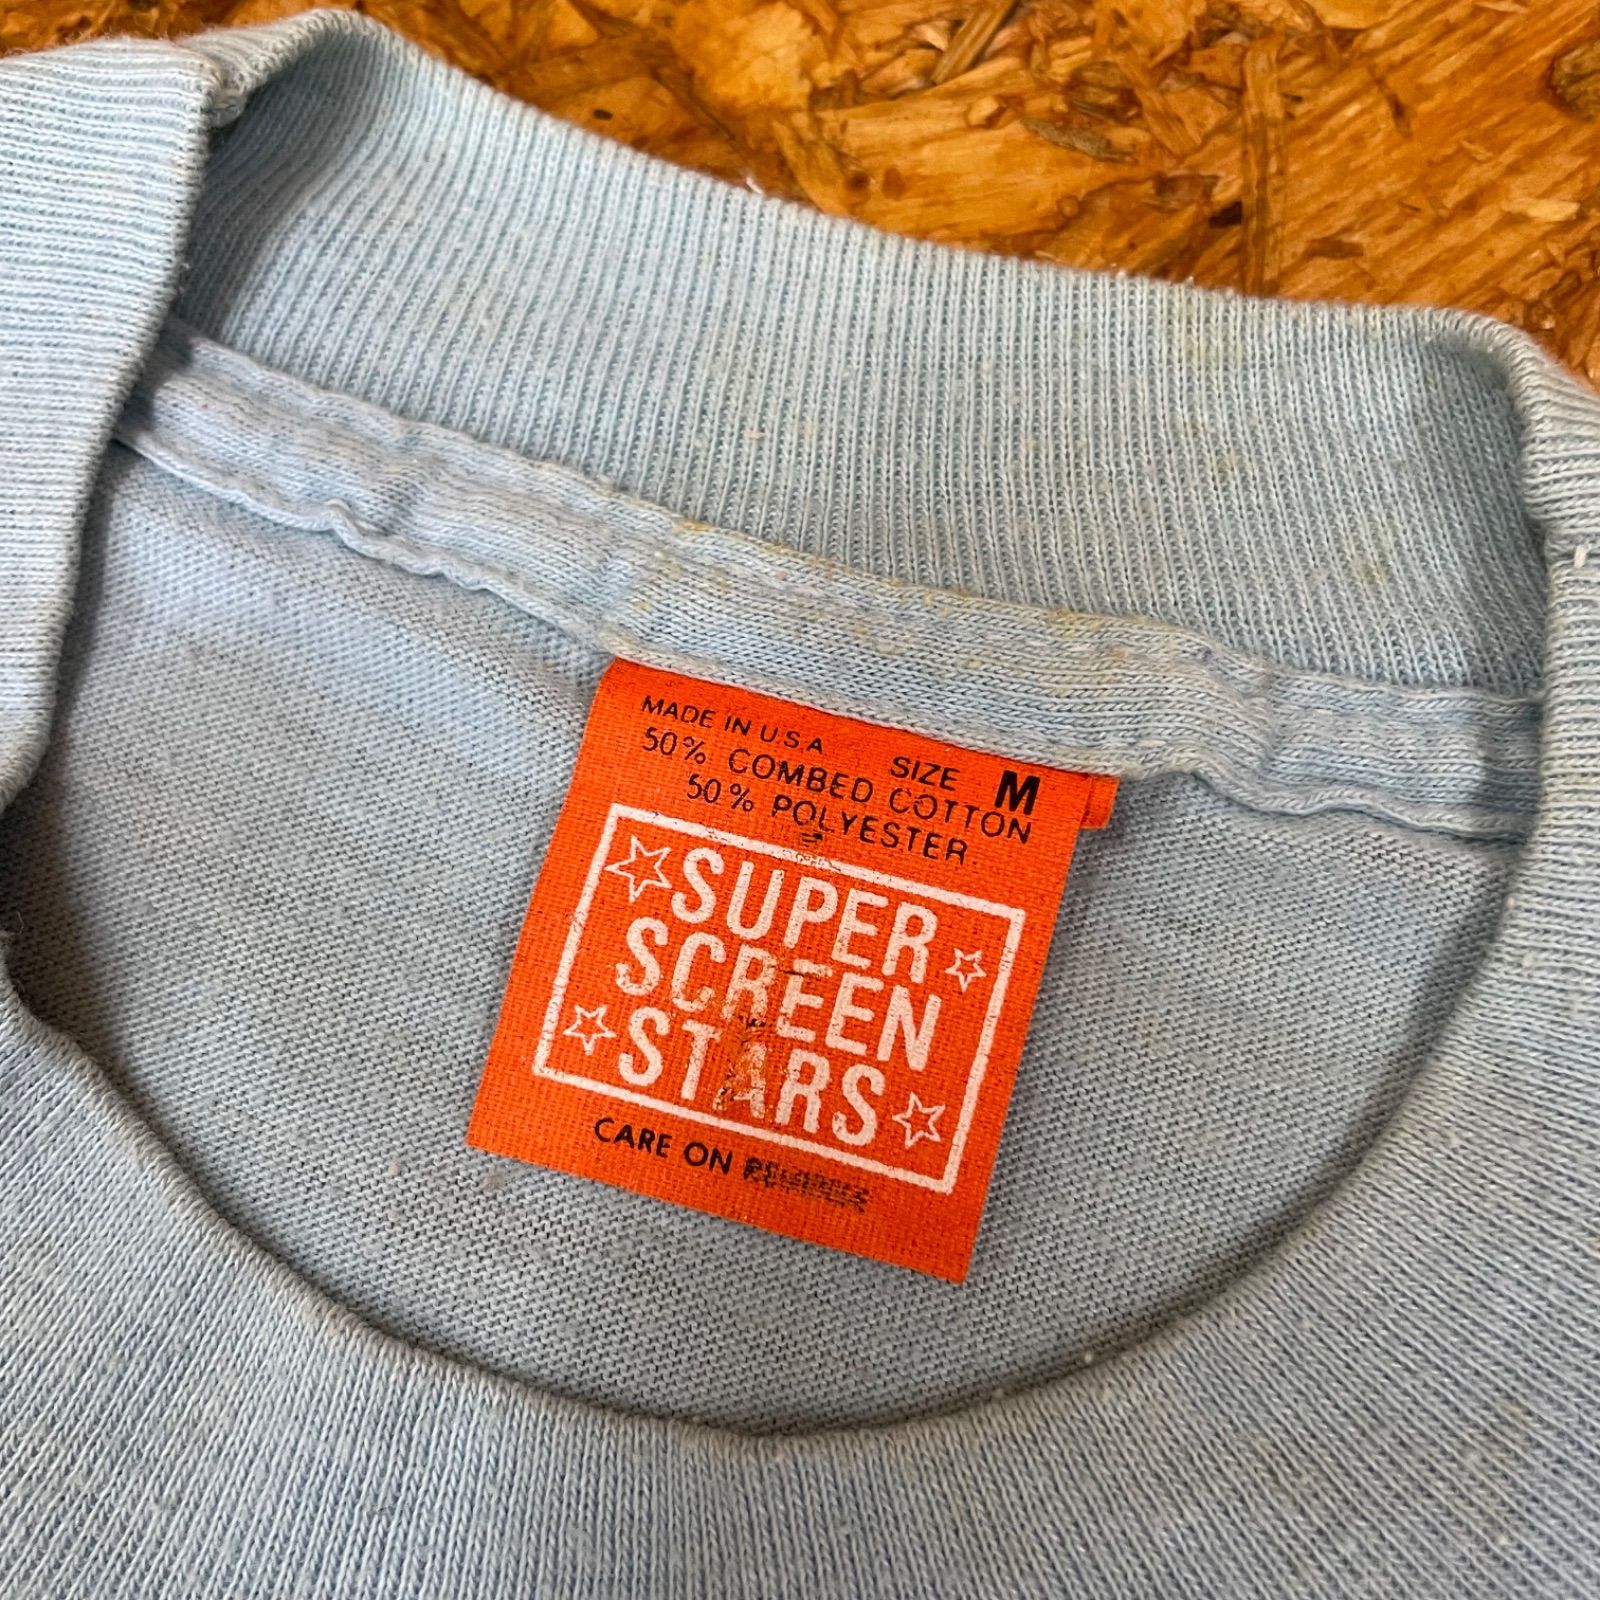 MADE IN U.S.A
SIZE M
50% COMBED COTTON
50% POLYESTER
SUPER
SCREEN
STARS
CARE ON